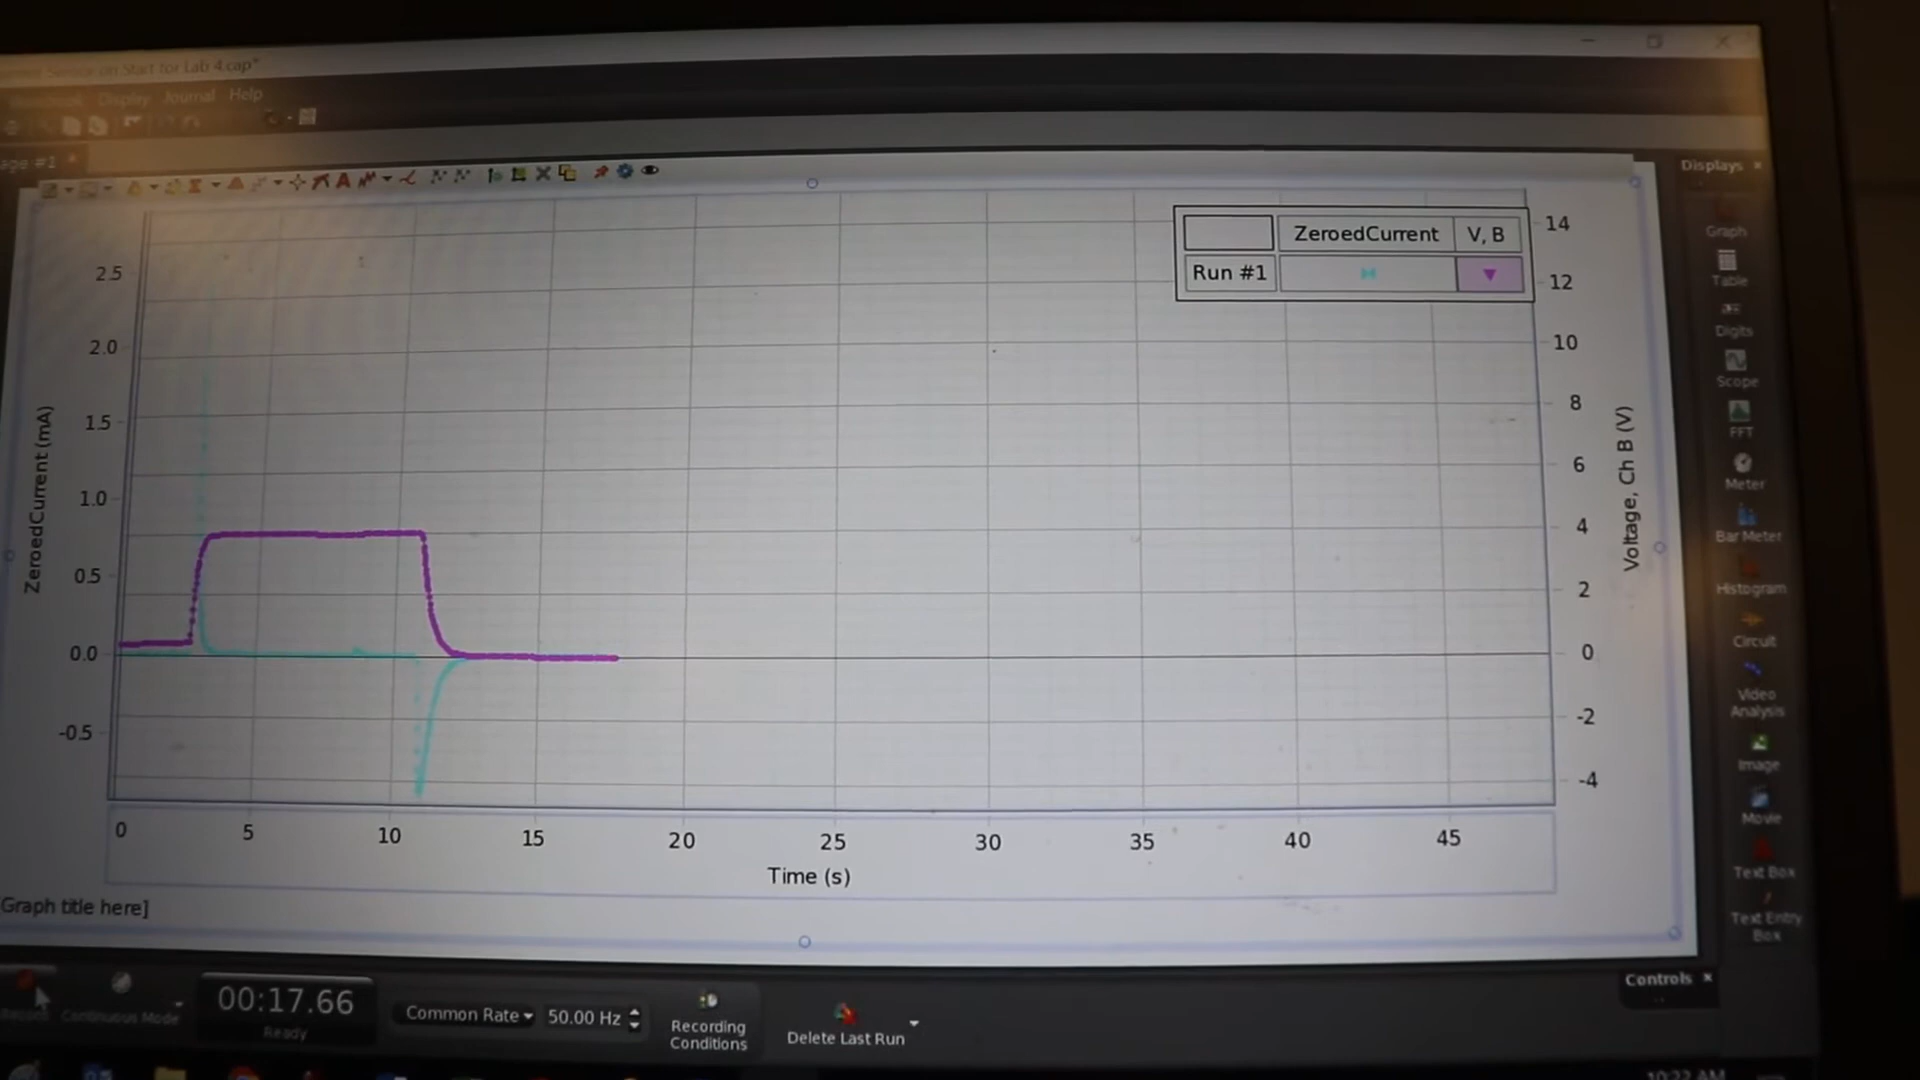 on Start for Lab 4.cap*
Workbook Display Journal Help
age #1
Displays
ZeroedCurrent V, B
Run #1
14
12
10
8
6
4
2
0
-2
-4
Voltage, Ch B (V)
2.5
2.0
1.5
1.0
0.5
0.0
-0.5
ZeroedCurrent (mA)
0 5 10 15 20 25 30 35 40 45
Time (s)
Graph title here]
Graph
Table
Digits
Scope
FFT
Meter
Bar Meter
Histogram
Circuit
Video
Analysis
Image
Movie
Text Box
Text Entry
Box
Controls
Record
Continuous Mode
00:17.66
Ready
Common Rate
50.00 Hz
Recording
Conditions
Delete Last Run
10:22 AM